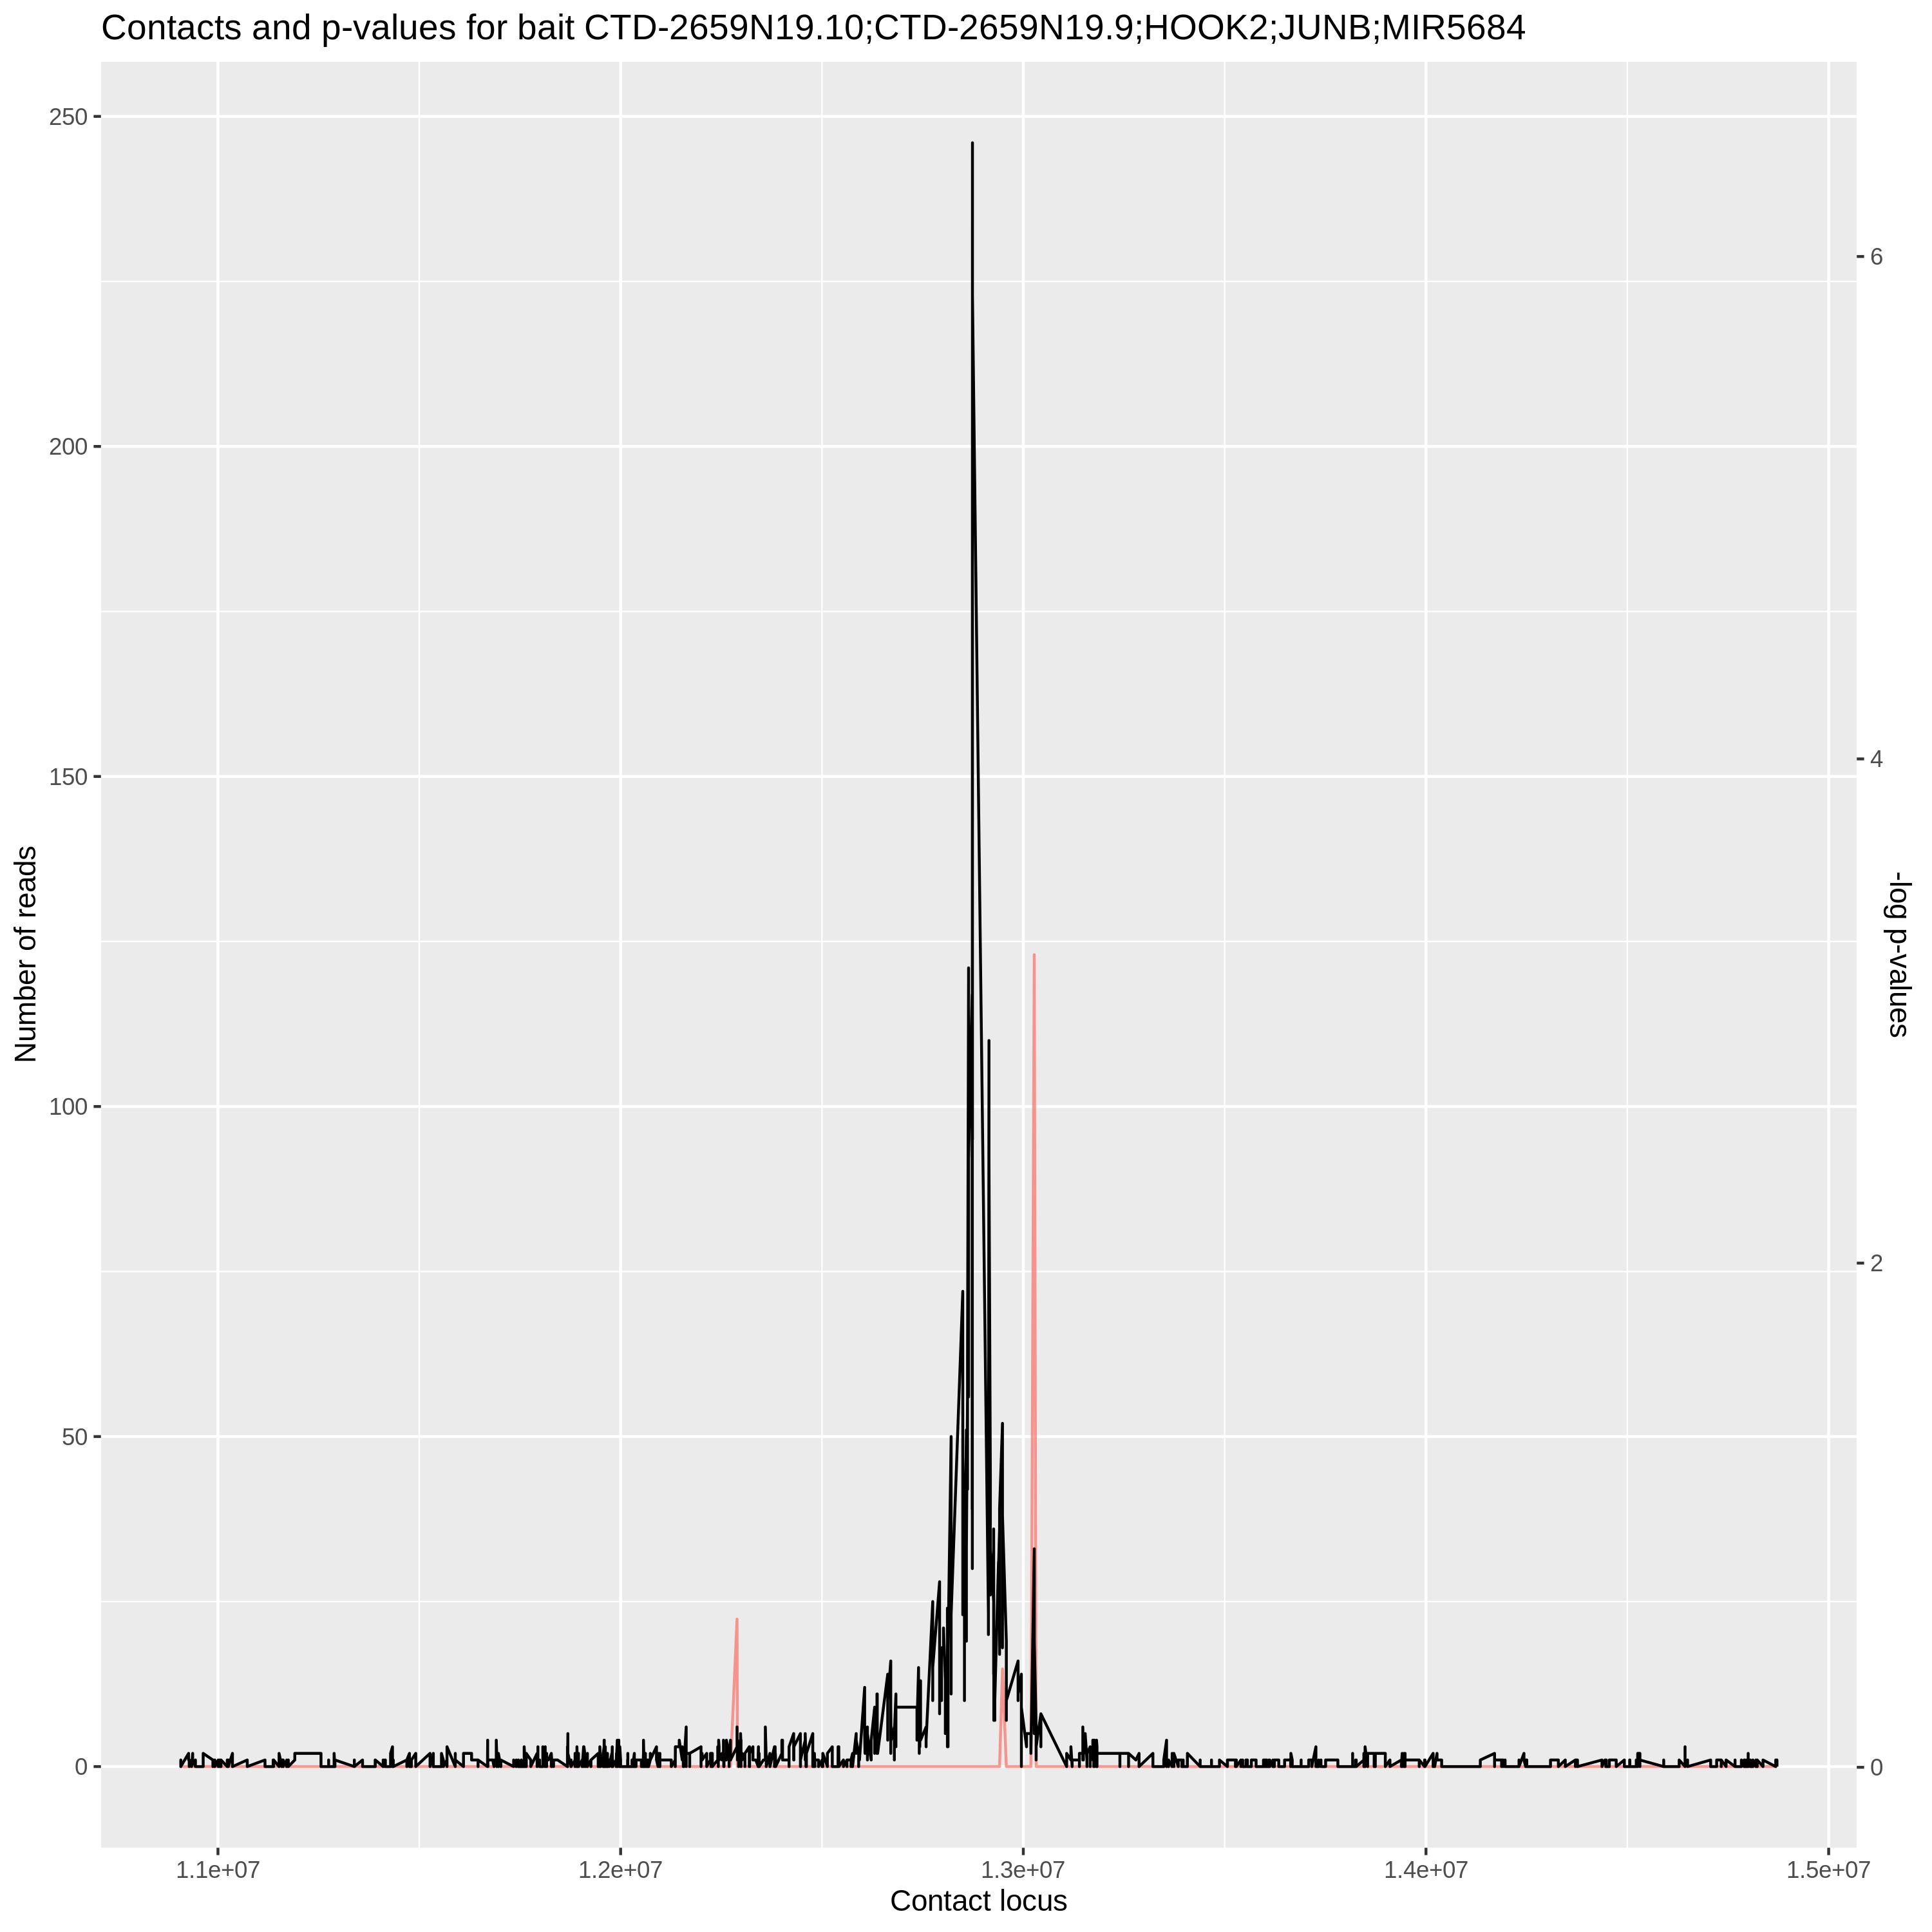 Contacts and p-values for bait CTD-2659N19.10;CTD-2659N19.9;HOOK2;JUNB;MIR5684
250
200
150
100
50
0
Number of reads
6
4
2
0
-log p-values
1.1e+07
1.2e+07
1.3e+07
1.4e+07
1.5e+07
Contact locus